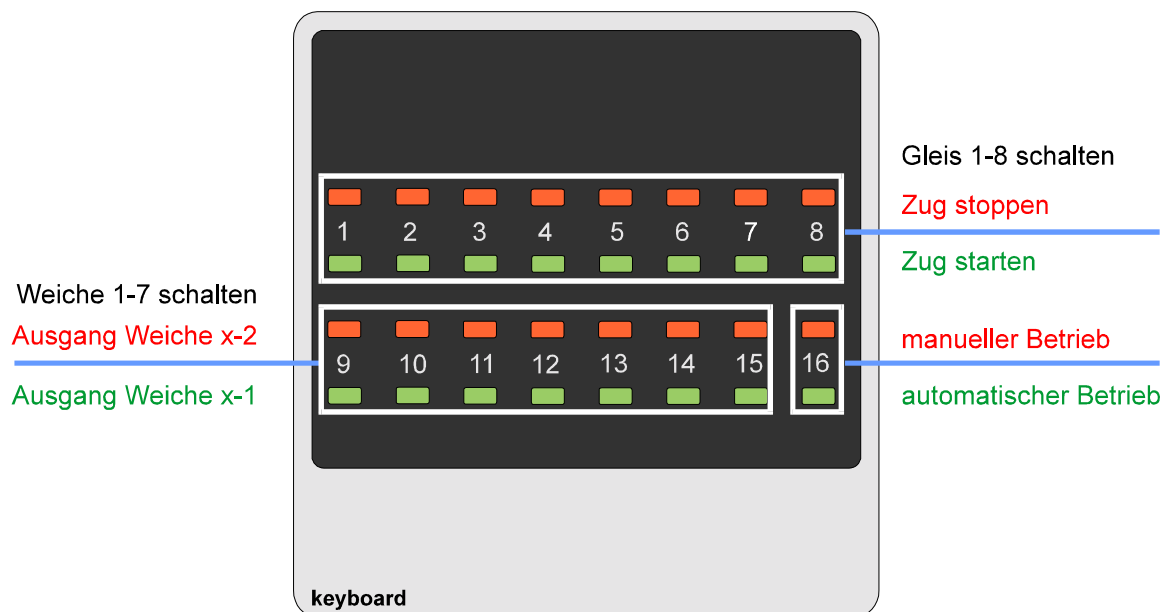 Gleis 1-8 schalten
Zug stoppen
1 2 3 4 5 6 7 8
Zug starten
Weiche 1-7 schalten
Ausgang Weiche x-2
manueller Betrieb
9 10 11 12 13 14 15 16
Ausgang Weiche x-1
automatischer Betrieb
keyboard